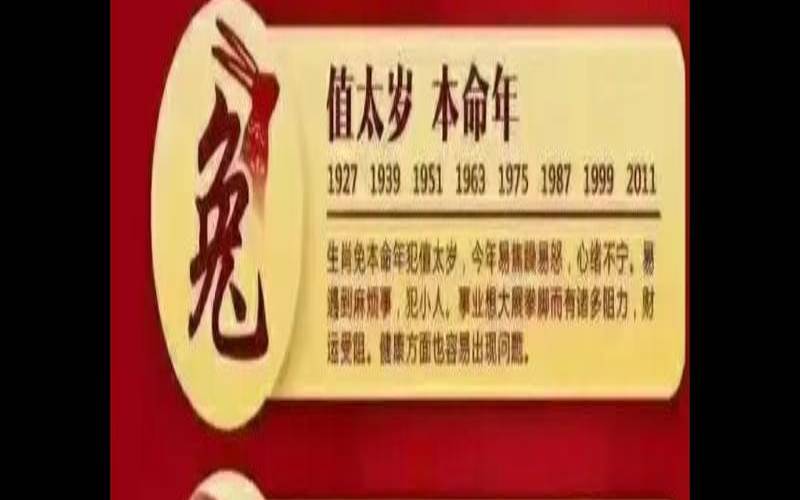 兔
值太岁 本命年
1927 1939 1951 1963 1975 1987 1999 2011
生肖兔本命年犯值太岁，今年易焦躁易怒，心绪不宁。易
遇到麻烦事，犯小人。事业想大展拳脚而有诸多阻力，财
运受阻。健康方面也容易出现问题。